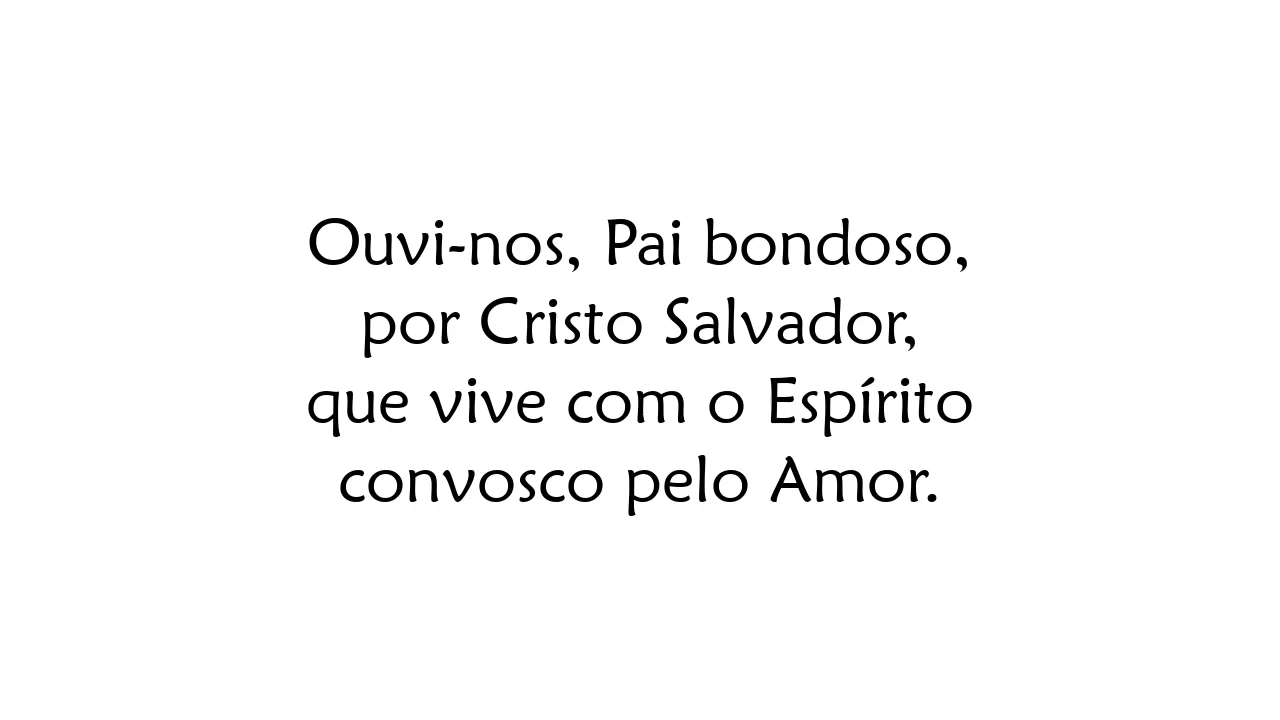 Ouvi-nos, Pai bondoso,
por Cristo Salvador,
que vive com o Espírito
convosco pelo Amor.